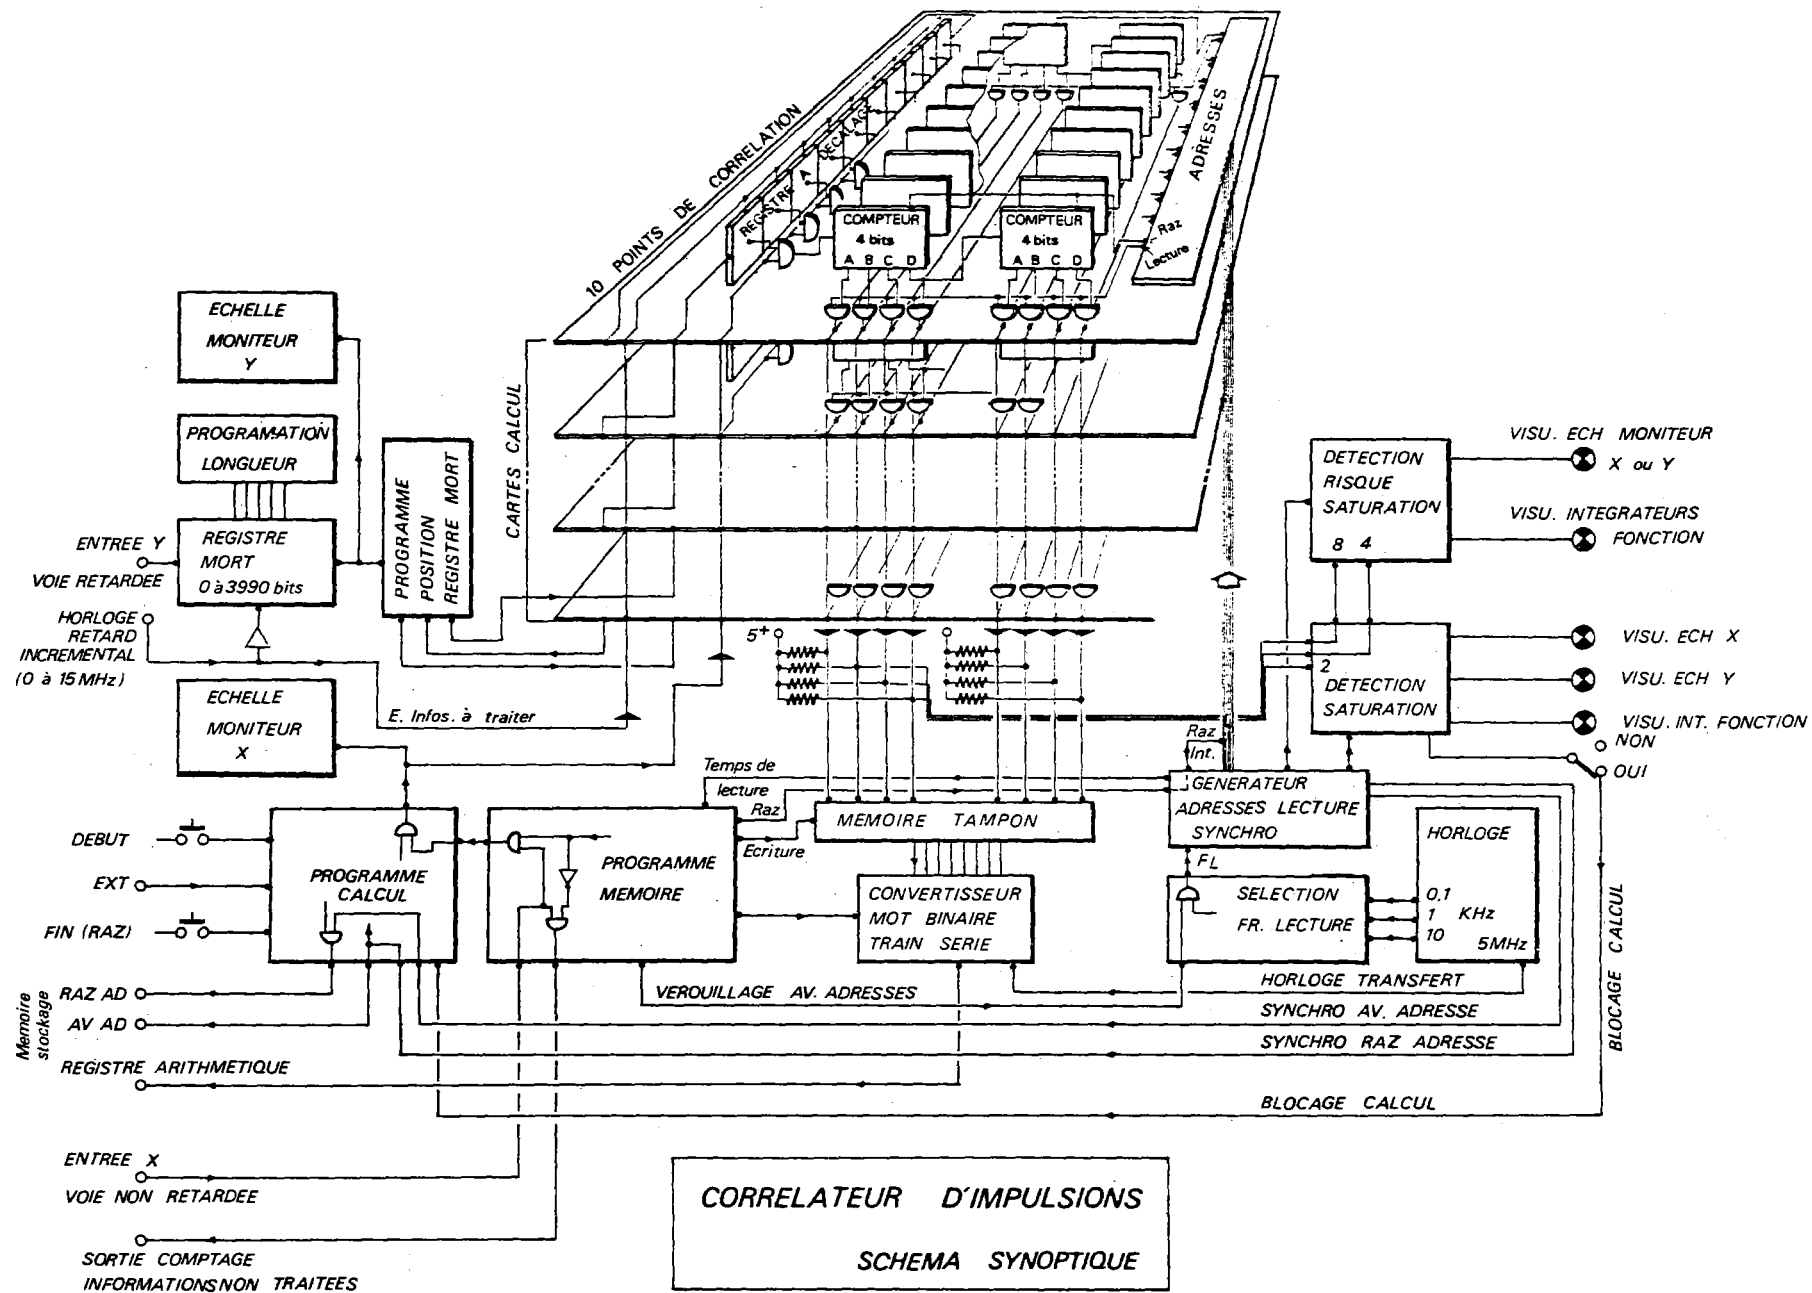 10 POINTS DE CORRELATION
REGISTRE A DECALAGE
COMPTEUR
4 bits
A B C D
COMPTEUR
4 bits
A B C D
ADRESSES
Raz
Lecture
CARTES CALCUL
ECHELLE
MONITEUR
Y
PROGRAMATION
LONGUEUR
REGISTRE
MORT
0 à 3990 bits
ENTREE Y
VOIE RETARDEE
HORLOGE
RETARD
INCREMENTAL
(0 à 15 MHz)
PROGRAMME
POSITION
REGISTRE MORT
ECHELLE
MONITEUR
X
E. Infos. à traiter
5+
DETECTION
RISQUE
SATURATION
8 4
VISU. ECH MONITEUR
X ou Y
VISU. INTEGRATEURS
FONCTION
2
DETECTION
SATURATION
VISU. ECH X
VISU. ECH Y
VISU. INT. FONCTION
NON
OUI
Raz
Int.
Temps de
lecture
Raz
Ecriture
GENERATEUR
ADRESSES LECTURE
SYNCHRO
MEMOIRE TAMPON
HORLOGE
0,1
1 KHz
10
5MHz
FL
SELECTION
FR. LECTURE
DEBUT
EXT
FIN (RAZ)
PROGRAMME
CALCUL
PROGRAMME
MEMOIRE
CONVERTISSEUR
MOT BINAIRE
TRAIN SERIE
BLOCAGE CALCUL
Memoire
stockage
RAZ AD
AV AD
VEROUILLAGE AV. ADRESSES
HORLOGE TRANSFERT
SYNCHRO AV. ADRESSE
SYNCHRO RAZ ADRESSE
REGISTRE ARITHMETIQUE
BLOCAGE CALCUL
ENTREE X
VOIE NON RETARDEE
SORTIE COMPTAGE
INFORMATIONS NON TRAITEES
CORRELATEUR D'IMPULSIONS
SCHEMA SYNOPTIQUE